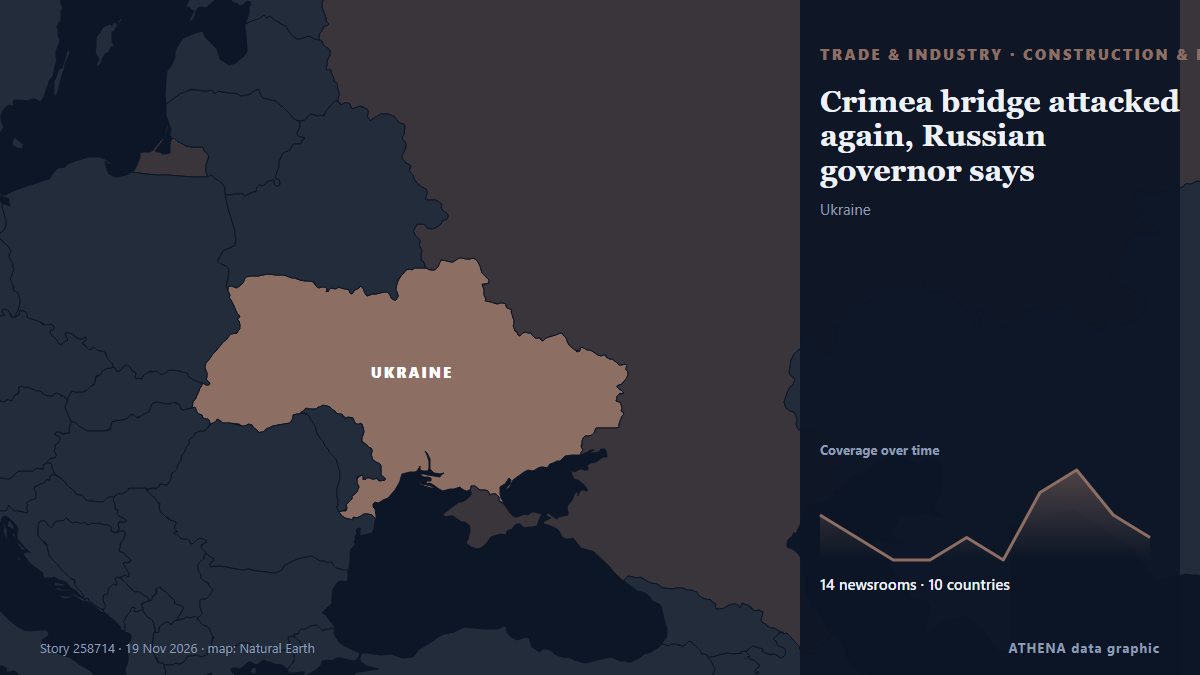 TRADE & INDUSTRY · CONSTRUCTION &
Crimea bridge attacked
again, Russian
governor says
Ukraine
UKRAINE
Coverage over time
14 newsrooms · 10 countries
Story 258714 · 19 Nov 2026 · map: Natural Earth
ATHENA data graphic